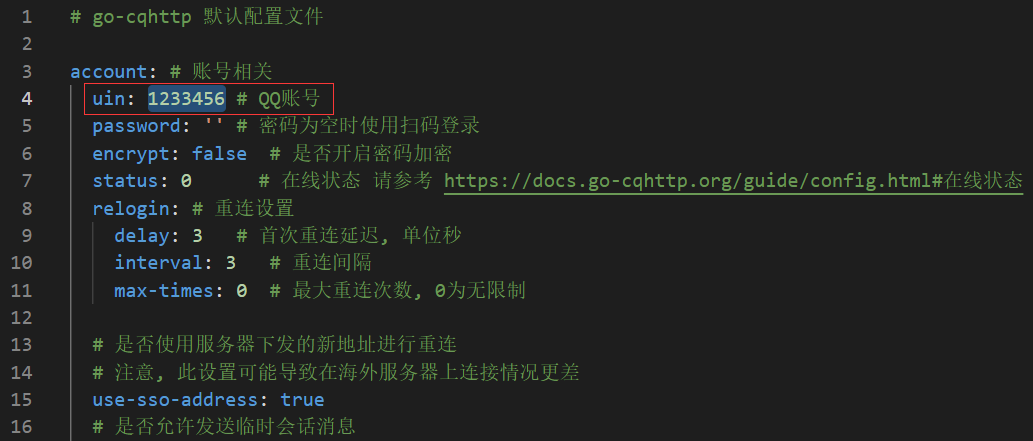 1 # go-cqhttp 默认配置文件
2
3 account: # 账号相关
4 uin: 1233456 # QQ账号
5 password: '' # 密码为空时使用扫码登录
6 encrypt: false # 是否开启密码加密
7 status: 0 # 在线状态 请参考 https://docs.go-cqhttp.org/guide/config.html#在线状态
8 relogin: # 重连设置
9 delay: 3 # 首次重连延迟, 单位秒
10 interval: 3 # 重连间隔
11 max-times: 0 # 最大重连次数, 0为无限制
12
13 # 是否使用服务器下发的新地址进行重连
14 # 注意, 此设置可能导致在海外服务器上连接情况更差
15 use-sso-address: true
16 # 是否允许发送临时会话消息